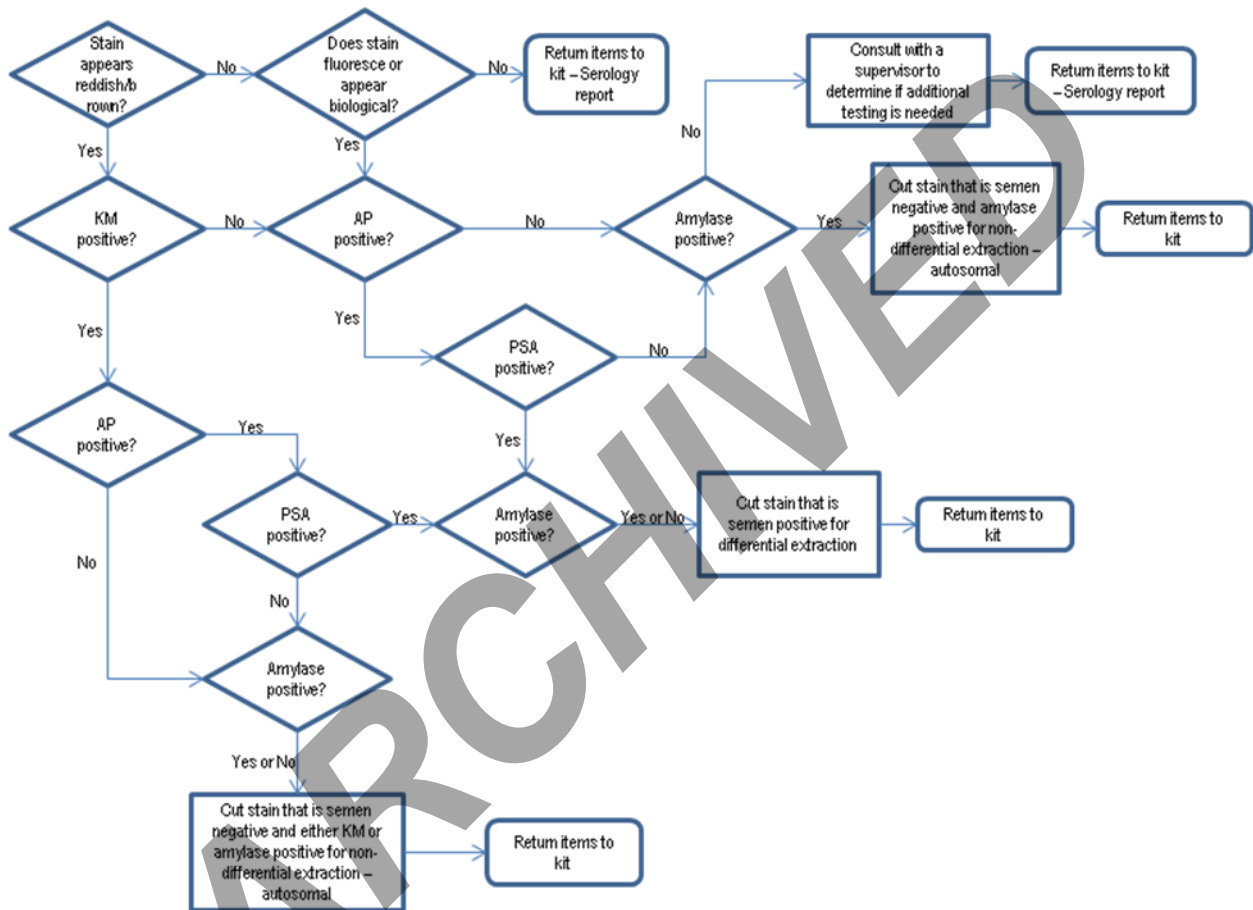 Stain
appears
reddish/b
rown?
No
Does stain
fluoresce or
appear
biological?
No
Return items to
kit – Serology
report
Consult with a
supervisor to
determine if additional
testing is needed
Return items to kit
– Serology report
Yes
Yes
No
KM
positive?
No
AP
positive?
No
Amylase
positive?
Yes
Cut stain that is semen
negative and amylase
positive for non-
differential extraction –
autosomal
Return items to
kit
Yes
Yes
PSA
positive?
No
AP
positive?
Yes
Yes
PSA
positive?
Yes
Amylase
positive?
Yes or No
Cut stain that is
semen positive for
differential extraction
Return items to
kit
No
No
Amylase
positive?
Yes or No
Cut stain that is semen
negative and either KM or
amylase positive for non-
differential extraction –
autosomal
Return items to
kit
ARCHIVED